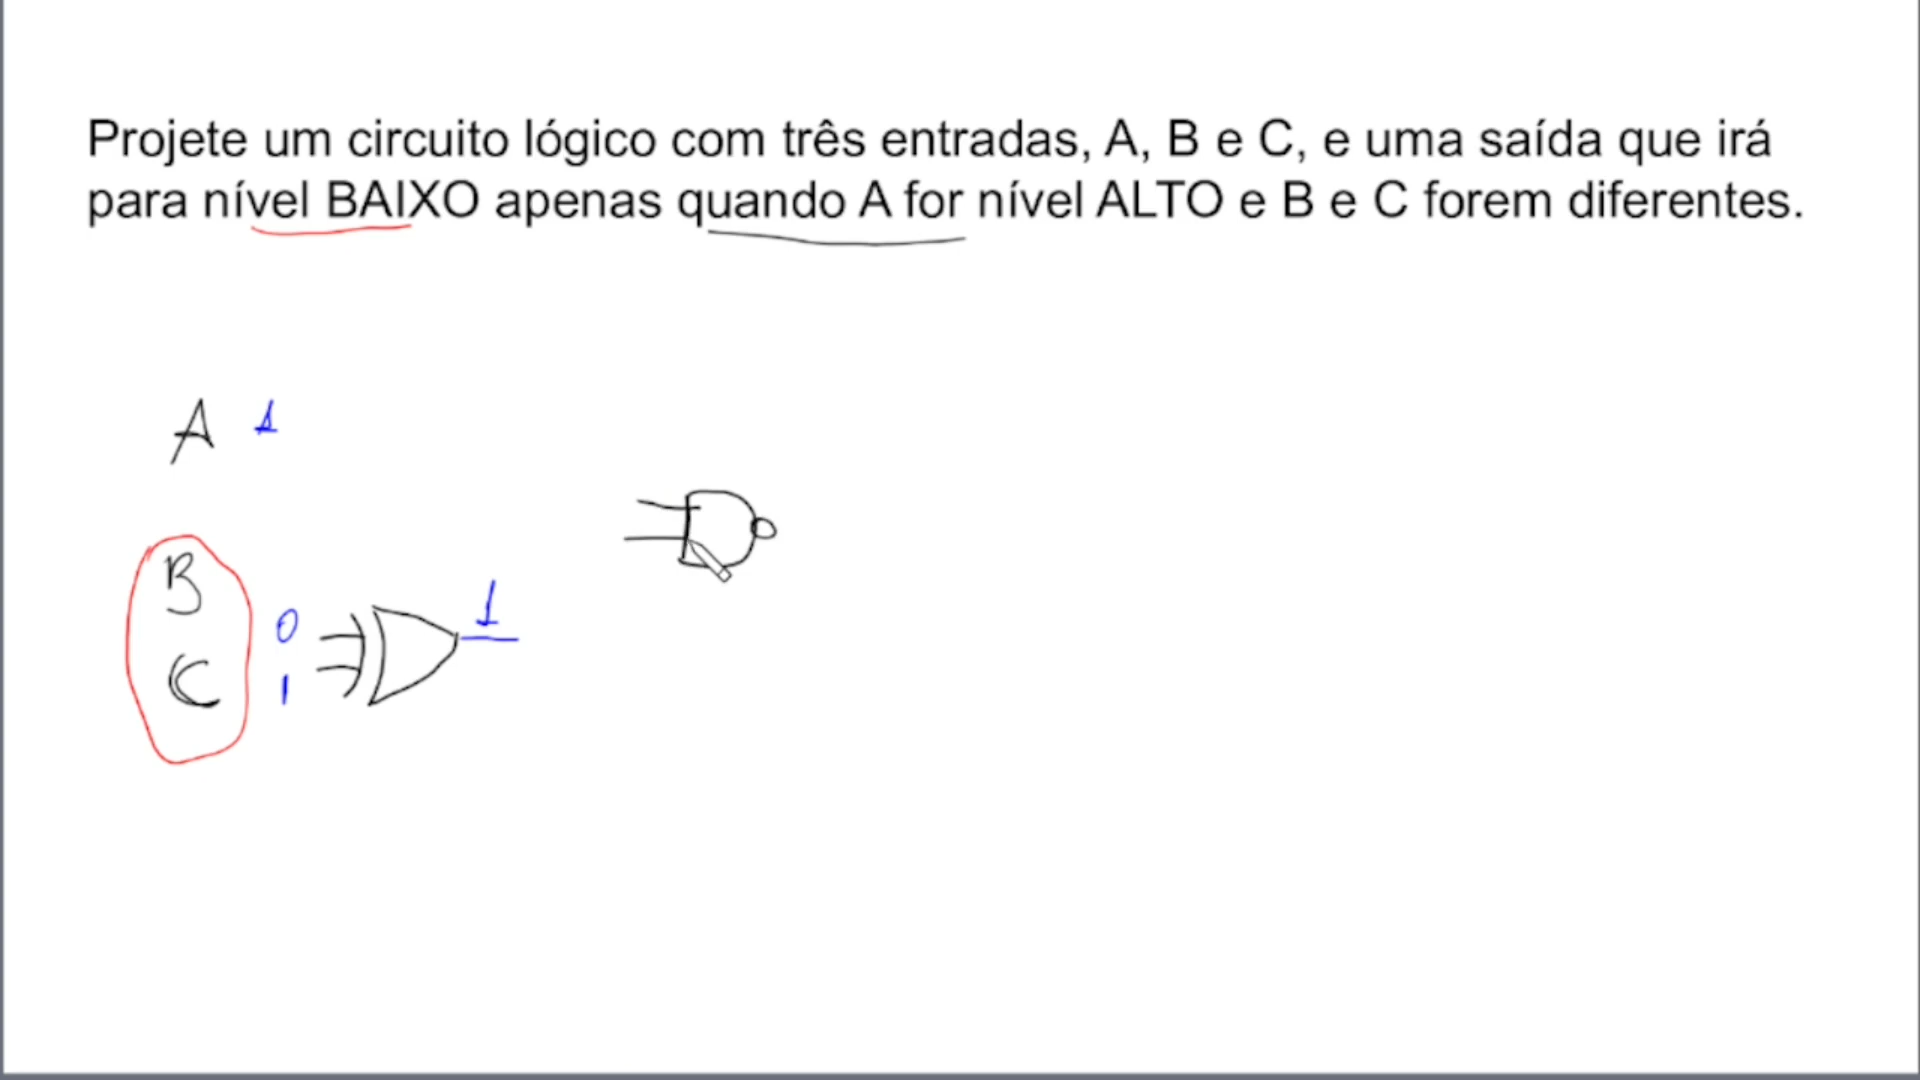 Projete um circuito lógico com três entradas, A, B e C, e uma saída que irá
para nível BAIXO apenas quando A for nível ALTO e B e C forem diferentes.
A 1
B
0
1
C
1